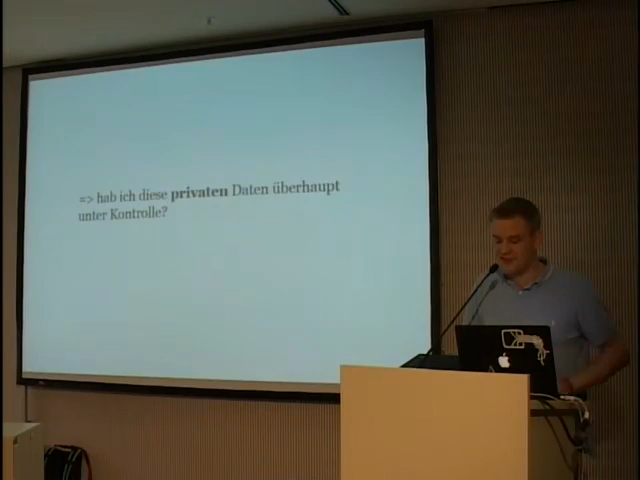 => hab ich diese privaten Daten überhaupt
unter Kontrolle?